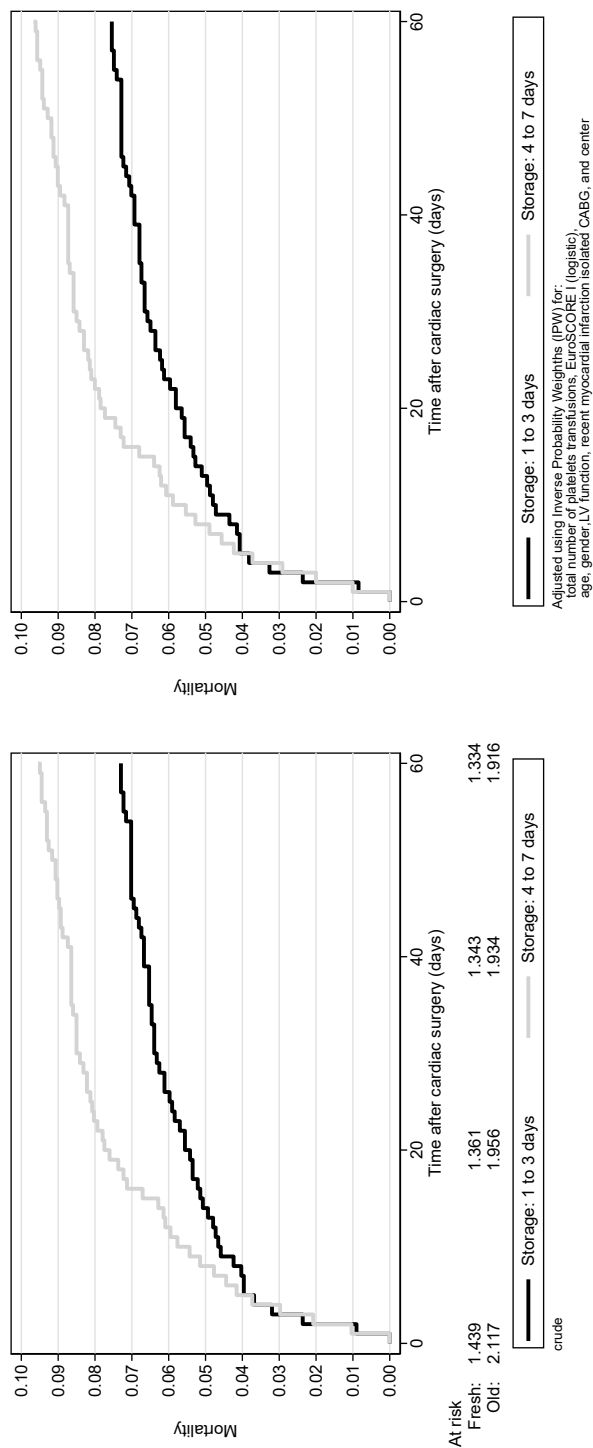 Mortality
0.10
0.09
0.08
0.07
0.06
0.05
0.04
0.03
0.02
0.01
0.00
0 20 40 60
Time after cardiac surgery (days)
At risk
Fresh: 1.439 1.361 1.343 1.334
Old: 2.117 1.956 1.934 1.916
Storage: 1 to 3 days Storage: 4 to 7 days
crude
Mortality
0.10
0.09
0.08
0.07
0.06
0.05
0.04
0.03
0.02
0.01
0.00
0 20 40 60
Time after cardiac surgery (days)
Storage: 1 to 3 days Storage: 4 to 7 days
Adjusted using Inverse Probability Weigths (IPW) for:
total number of platelets transfusions, EuroSCORE I (logistic),
age, gender,LV function, recent myocardial infarction isolated CABG, and center